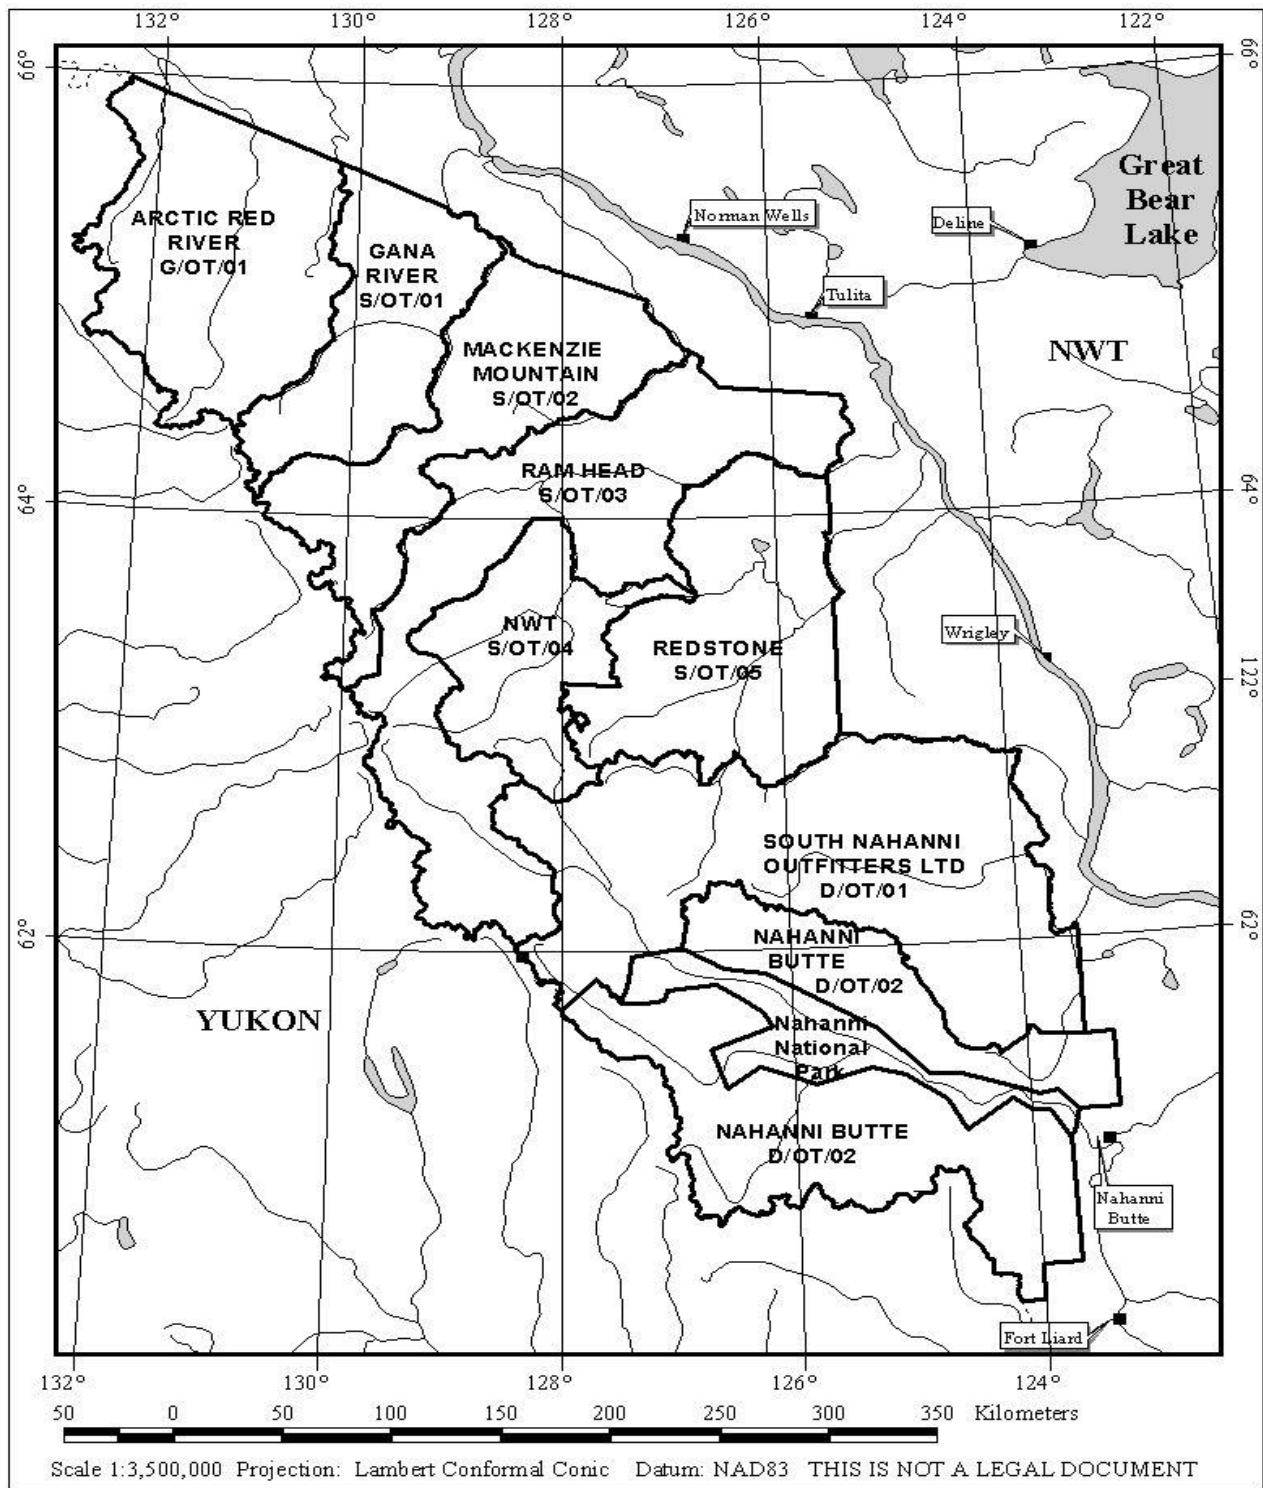 132°
130°
128°
126°
124°
122°
66°
66°
Great
Bear
Lake
ARCTIC RED
RIVER
G/OT/01
Norman Wells
Deline
GANA
RIVER
S/OT/01
Tulita
MACKENZIE
MOUNTAIN
S/OT/02
NWT
RAM HEAD
S/OT/03
64°
64°
NWT
S/OT/04
REDSTONE
S/OT/05
Wrigley
122°
SOUTH NAHANNI
OUTFITTERS LTD
D/OT/01
62°
62°
NAHANNI
BUTTE
D/OT/02
YUKON
Nahanni
National
Park
NAHANNI BUTTE
D/OT/02
Nahanni
Butte
Fort Liard
132°
130°
128°
126°
124°
50 0 50 100 150 200 250 300 350 Kilometers
Scale 1:3,500,000 Projection: Lambert Conformal Conic Datum: NAD83 THIS IS NOT A LEGAL DOCUMENT